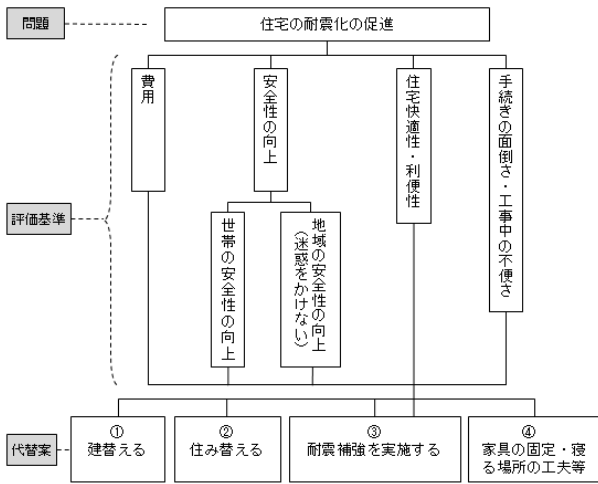 問題
住宅の耐震化の促進
評価基準
費用
安全性の向上
住宅快適性・利便性
手続きの面倒さ・工事中の不便さ
世帯の安全性の向上
地域の安全性の向上
（迷惑をかけない）
代替案
①
建替える
②
住み替える
③
耐震補強を実施する
④
家具の固定・寝
る場所の工夫等